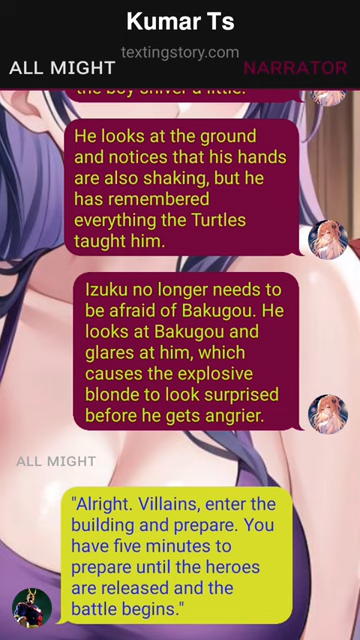 Kumar Ts
textingstory.com
ALL MIGHT
NARRATOR
the boy shiver a little.
He looks at the ground
and notices that his hands
are also shaking, but he
has remembered
everything the Turtles
taught him.
Izuku no longer needs to
be afraid of Bakugou. He
looks at Bakugou and
glares at him, which
causes the explosive
blonde to look surprised
before he gets angrier.
ALL MIGHT
"Alright. Villains, enter the
building and prepare. You
have five minutes to
prepare until the heroes
are released and the
battle begins."